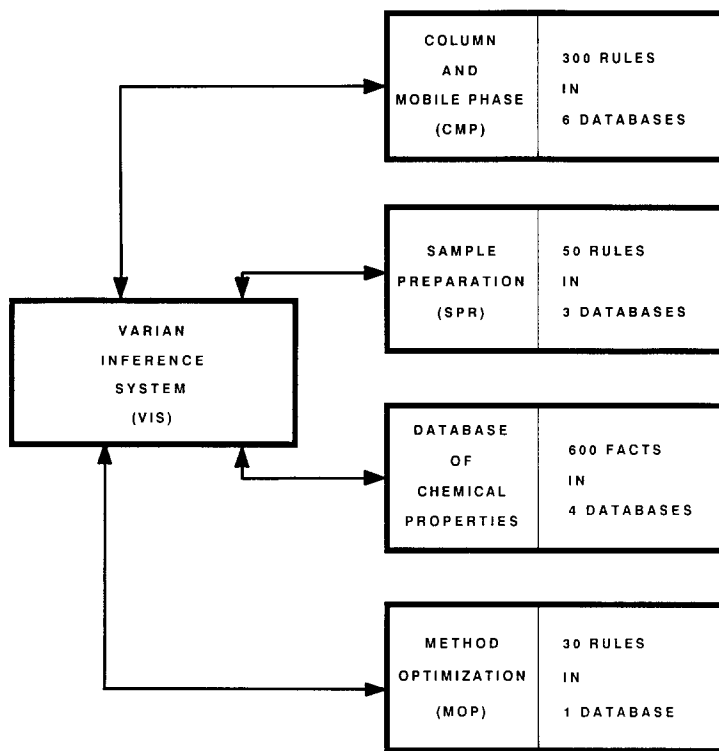 COLUMN
AND
MOBILE PHASE
(CMP)
300 RULES
IN
6 DATABASES
SAMPLE
PREPARATION
(SPR)
50 RULES
IN
3 DATABASES
VARIAN
INFERENCE
SYSTEM
(VIS)
DATABASE
OF
CHEMICAL
PROPERTIES
600 FACTS
IN
4 DATABASES
METHOD
OPTIMIZATION
(MOP)
30 RULES
IN
1 DATABASE